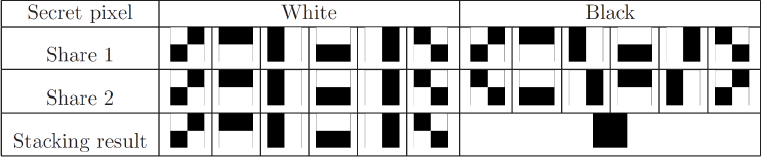 Secret pixel White Black
Share 1
Share 2
Stacking result